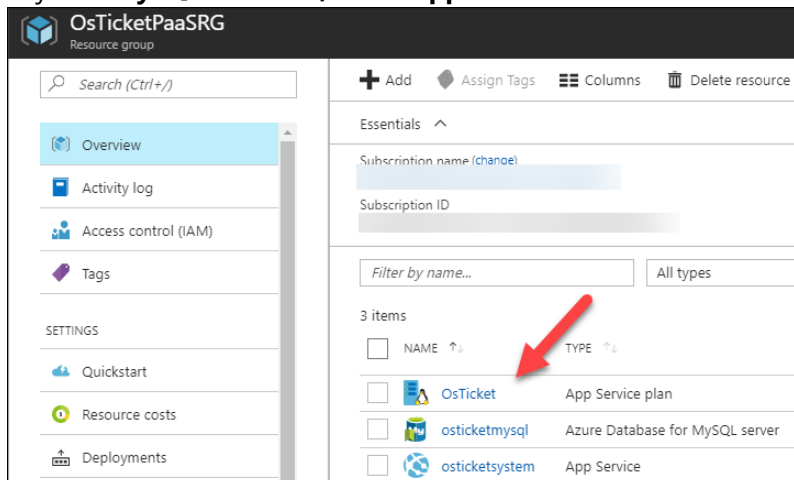 OsTicketPaaSRG
Resource group
Search (Ctrl+/)
Add Assign Tags Columns Delete resource
Essentials
Overview
Subscription name (change)
Activity log
Subscription ID
Access control (IAM)
Tags
Filter by name... All types
3 items
SETTINGS
NAME TYPE
Quickstart
OsTicket App Service plan
Resource costs
osticketmysql Azure Database for MySQL server
Deployments
osticketsystem App Service